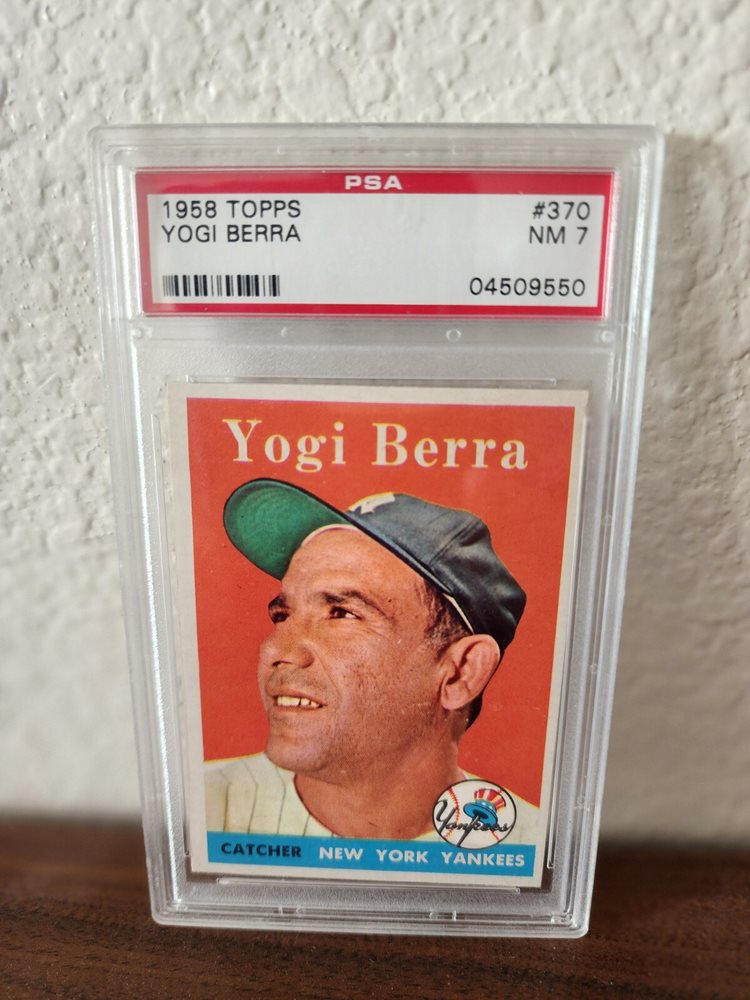 PSA
1958 TOPPS #370
YOGI BERRA NM 7
04509550
Yogi Berra
Yankees
CATCHER NEW YORK YANKEES